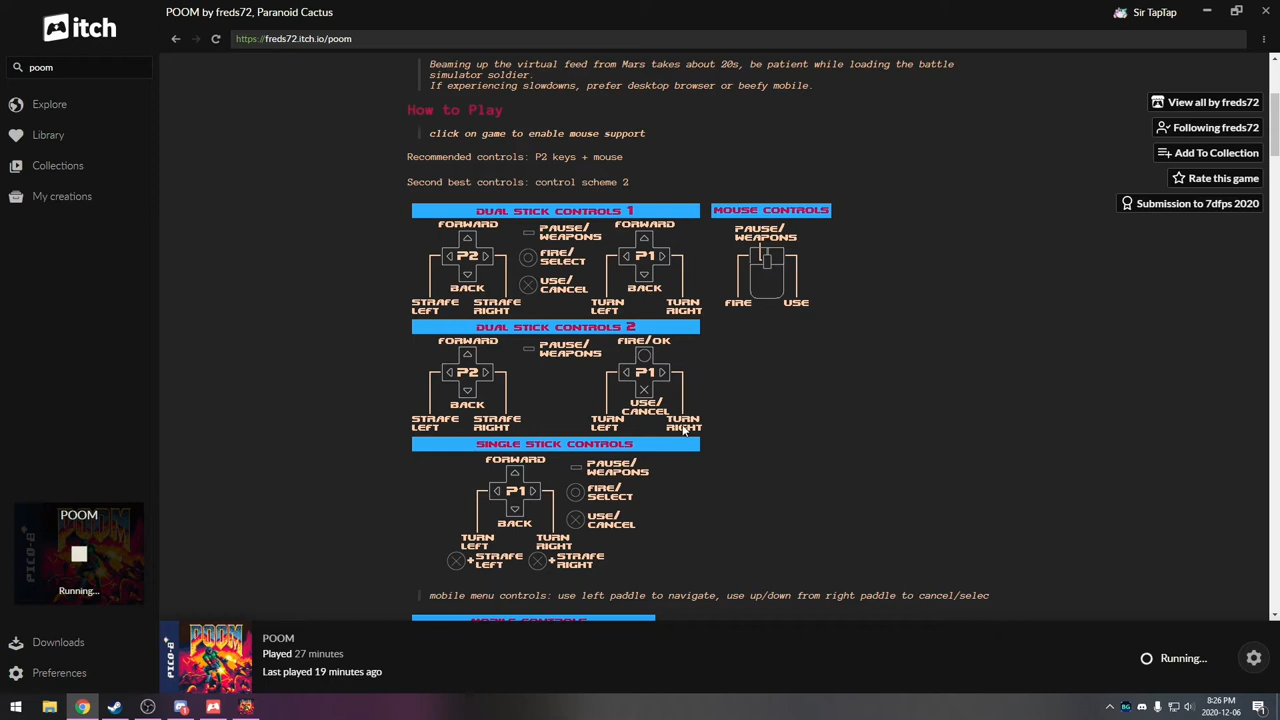 itch
POOM by freds72, Paranoid Cactus
Sir TapTap
https://freds72.itch.io/poom
poom
Explore
Library
Collections
My creations
Beaming up the virtual feed from Mars takes about 20s, be patient while loading the battle
simulator soldier.
If experiencing slowdowns, prefer desktop browser or beefy mobile.
How to Play
click on game to enable mouse support
Recommended controls: P2 keys + mouse
Second best controls: control scheme 2
View all by freds72
Following freds72
Add To Collection
Rate this game
Submission to 7dfps 2020
DUAL STICK CONTROLS 1
FORWARD
P2
BACK
STRAFE LEFT
STRAFE RIGHT
PAUSE/
WEAPONS
FIRE/
SELECT
USE/
CANCEL
FORWARD
P1
BACK
TURN LEFT
TURN RIGHT
MOUSE CONTROLS
PAUSE/
WEAPONS
FIRE
USE
DUAL STICK CONTROLS 2
FORWARD
P2
BACK
STRAFE LEFT
STRAFE RIGHT
PAUSE/
WEAPONS
FIRE/OK
P1
USE/
CANCEL
TURN LEFT
TURN RIGHT
SINGLE STICK CONTROLS
FORWARD
P1
BACK
TURN LEFT
TURN RIGHT
+STRAFE LEFT
+STRAFE RIGHT
PAUSE/
WEAPONS
FIRE/
SELECT
USE/
CANCEL
mobile menu controls: use left paddle to navigate, use up/down from right paddle to cancel/selec
MOBILE CONTROLS
PICO-8
POOM
Running...
Downloads
Preferences
PICO-8
POOM
POOM
Played 27 minutes
Last played 19 minutes ago
Running...
8:26 PM
2020-12-06